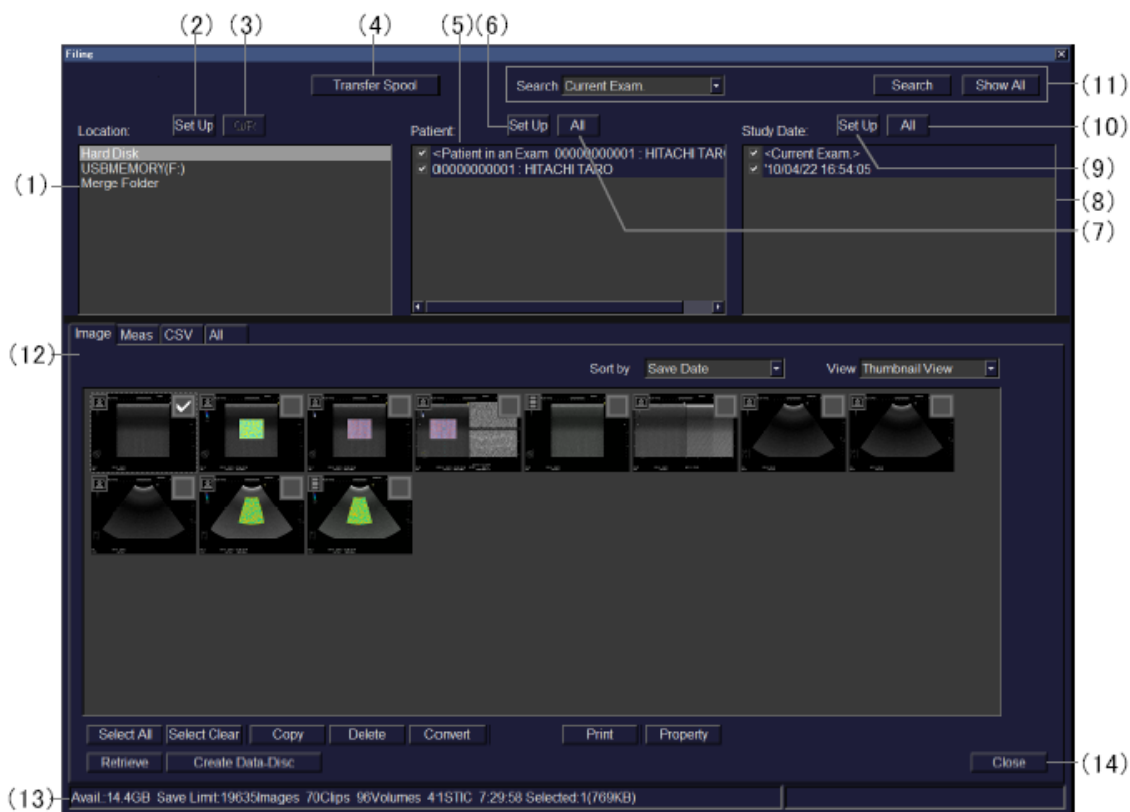 (2) (3) (4) (5)(6)
Filing
Transfer Spool
Search Current Exam. Search Show All (11)
Location: Set Up
Patient: Set Up All
Study Date: Set Up All (10)
Hard Disk
USBMEMORY(F:)
Merge Folder
(1)
<Patient in an Exam 00000000001 : HITACHI TAR
00000000001 : HITACHI TARO
<Current Exam.>
'10/04/22 16:54:05
(9)
(8)
(7)
Image Meas CSV All
(12)
Sort by Save Date View Thumbnail View
Select All Select Clear Copy Delete Convert Print Property
Retrieve Create Data-Disc Close (14)
(13) Avail.:14.4GB Save Limit:19635Images 70Clips 96Volumes 41STIC 7:29:58 Selected:1(769KB)